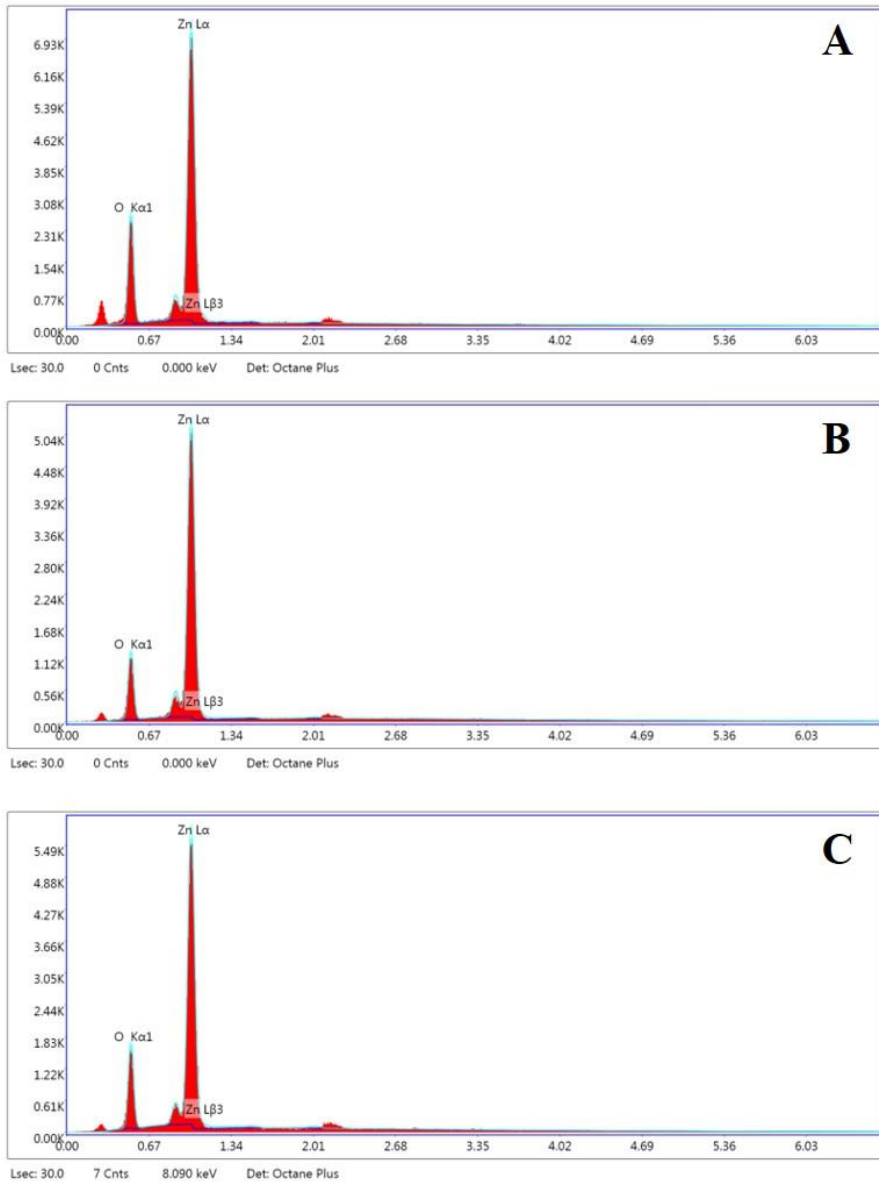 Zn Lα
A
6.93K
6.16K
5.39K
4.62K
3.85K
3.08K
O Kα1
2.31K
1.54K
0.77K
Zn Lβ3
0.00K
0.00 0.67 1.34 2.01 2.68 3.35 4.02 4.69 5.36 6.03
Lsec: 30.0 0 Cnts 0.000 keV Det: Octane Plus
Zn Lα
B
5.04K
4.48K
3.92K
3.36K
2.80K
2.24K
1.68K
O Kα1
1.12K
0.56K
Zn Lβ3
0.00K
0.00 0.67 1.34 2.01 2.68 3.35 4.02 4.69 5.36 6.03
Lsec: 30.0 0 Cnts 0.000 keV Det: Octane Plus
Zn Lα
C
5.49K
4.88K
4.27K
3.66K
3.05K
2.44K
1.83K
O Kα1
1.22K
0.61K
Zn Lβ3
0.00K
0.00 0.67 1.34 2.01 2.68 3.35 4.02 4.69 5.36 6.03
Lsec: 30.0 7 Cnts 8.090 keV Det: Octane Plus